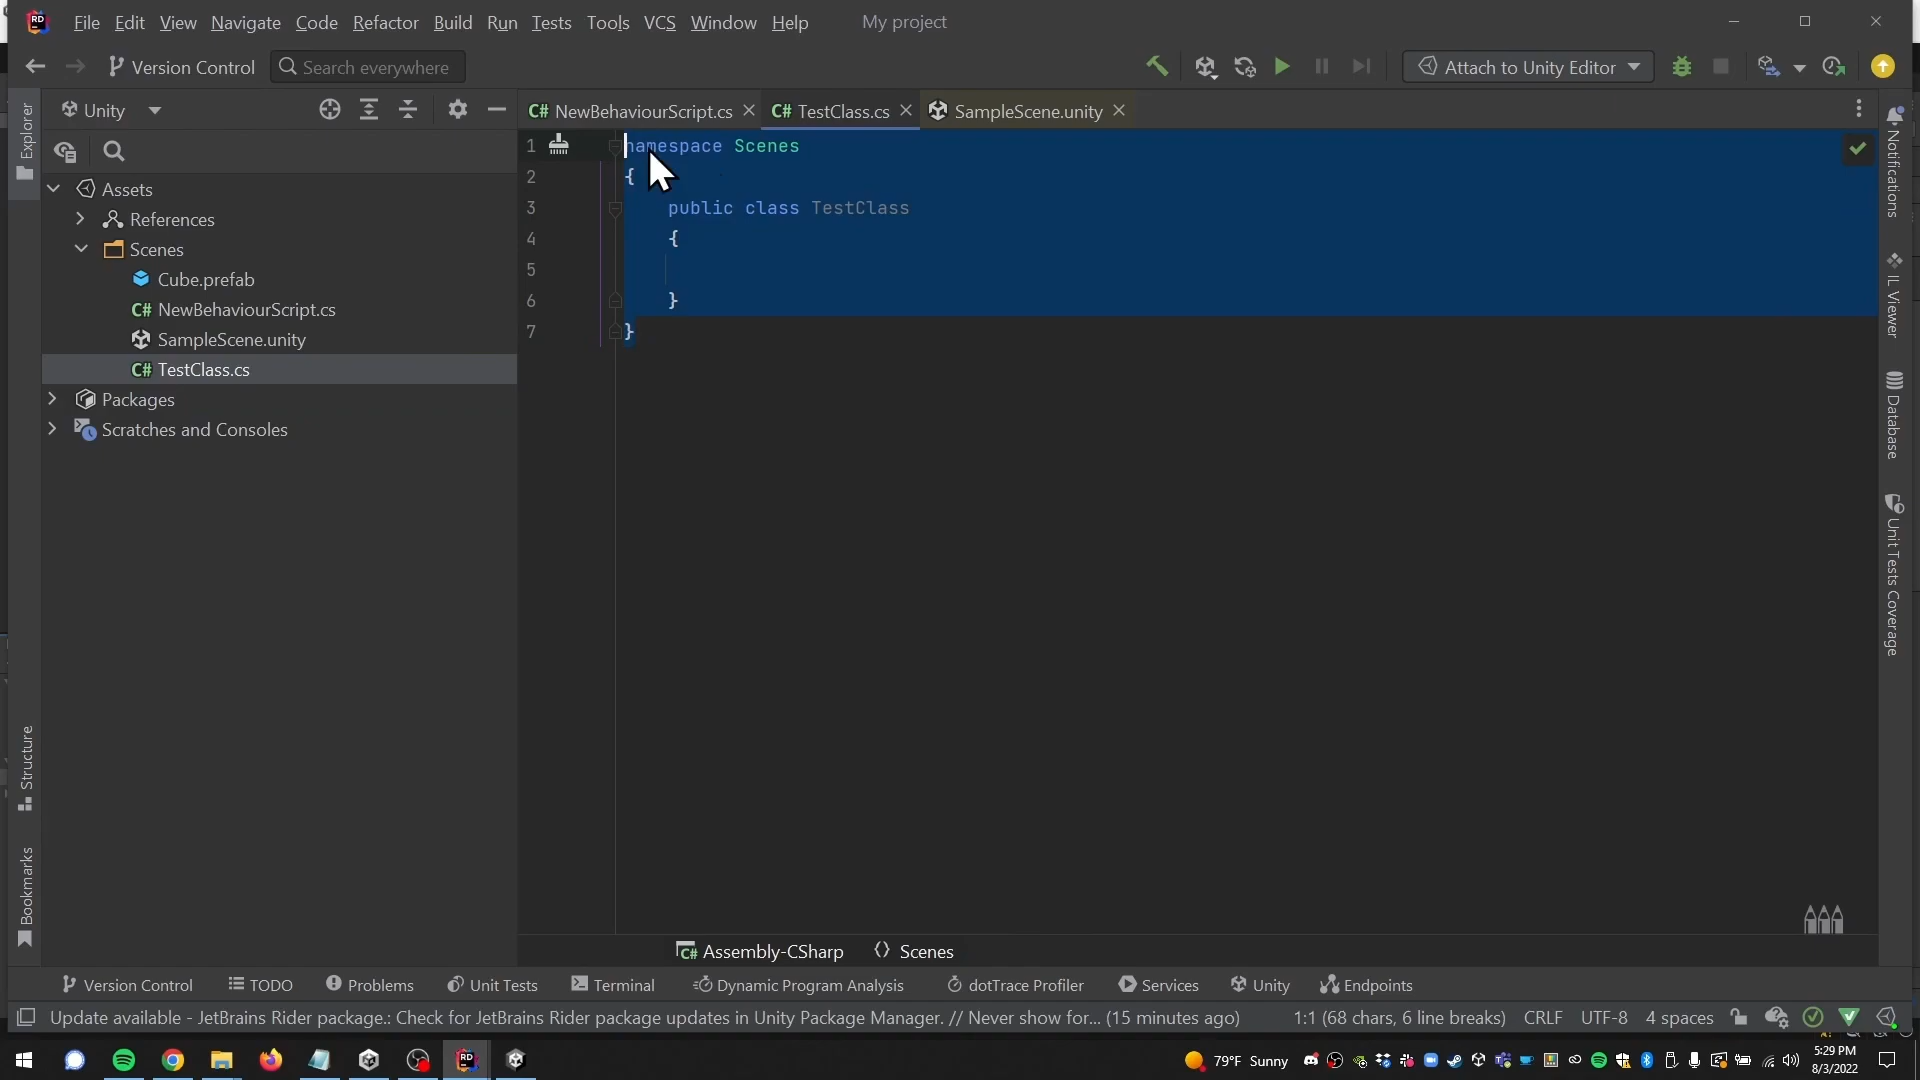 File Edit View Navigate Code Refactor Build Run Tests Tools VCS Window Help My project
Version Control Search everywhere Attach to Unity Editor
Explorer
Unity
NewBehaviourScript.cs
TestClass.cs
SampleScene.unity
Assets
References
Scenes
Cube.prefab
C# NewBehaviourScript.cs
SampleScene.unity
C# TestClass.cs
Packages
Scratches and Consoles
Structure
Bookmarks
1 namespace Scenes
2 {
3 public class TestClass
4 {
5
6 }
7 }
Notifications
IL Viewer
Database
Unit Tests Coverage
C# Assembly-CSharp Scenes
Version Control TODO Problems Unit Tests Terminal Dynamic Program Analysis dotTrace Profiler Services Unity Endpoints
Update available - JetBrains Rider package.: Check for JetBrains Rider package updates in Unity Package Manager. // Never show for... (15 minutes ago) 1:1 (68 chars, 6 line breaks) CRLF UTF-8 4 spaces
79°F Sunny
5:29 PM
8/3/2022